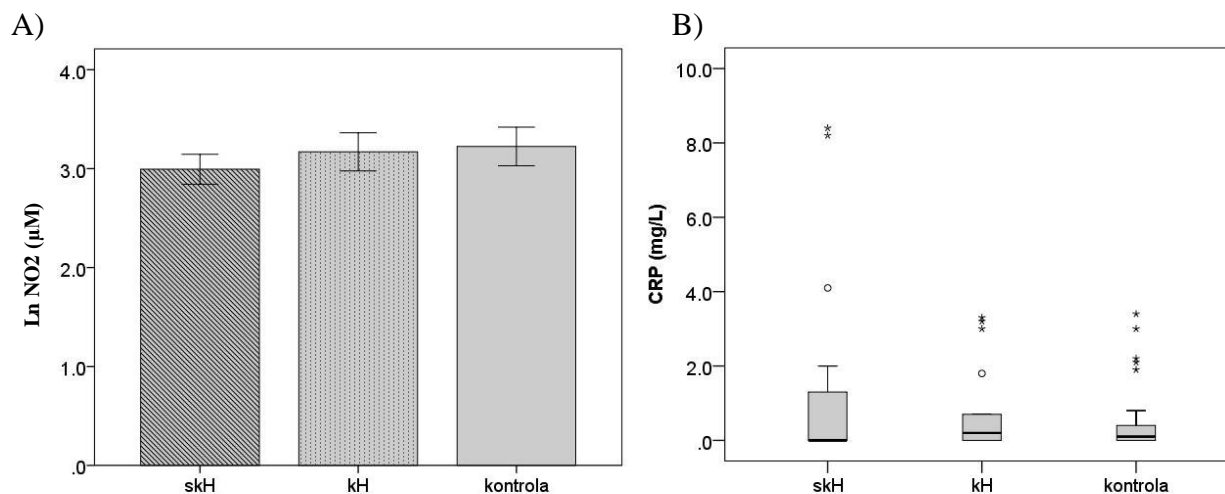 A)
B)
4.0
3.0
2.0
1.0
.0
Ln NO2 (µM)
skH
kH
kontrola
10.0
8.0
6.0
4.0
2.0
.0
CRP (mg/L)
skH
kH
kontrola